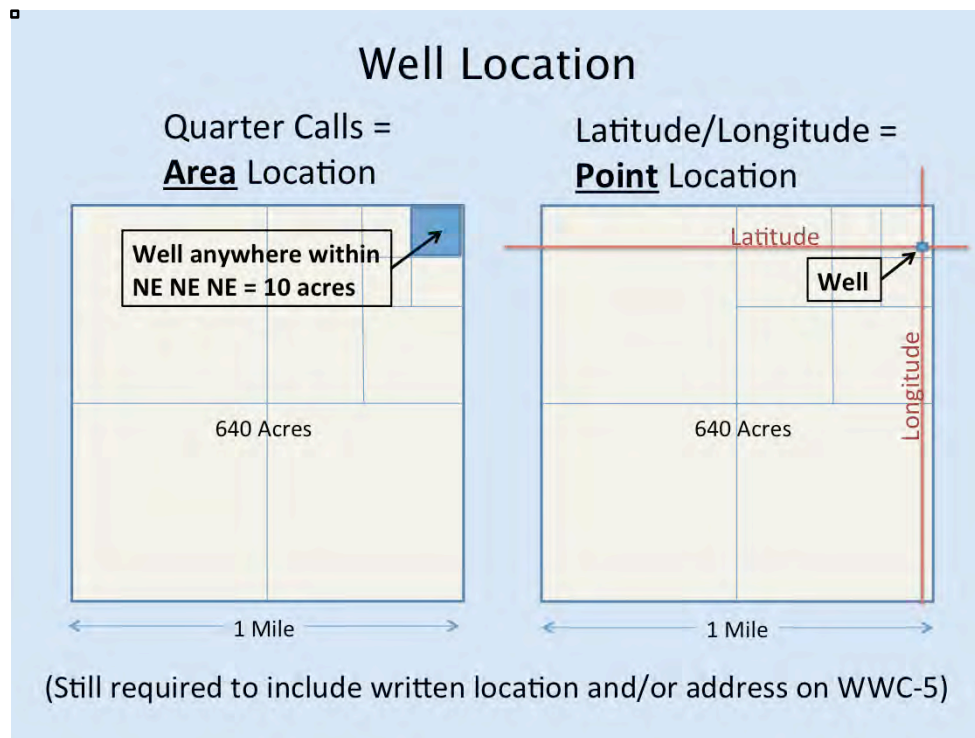 Well Location
Quarter Calls =
Area Location
Well anywhere within
NE NE NE = 10 acres
640 Acres
1 Mile
Latitude/Longitude =
Point Location
Latitude
Well
Longitude
640 Acres
1 Mile
(Still required to include written location and/or address on WWC-5)